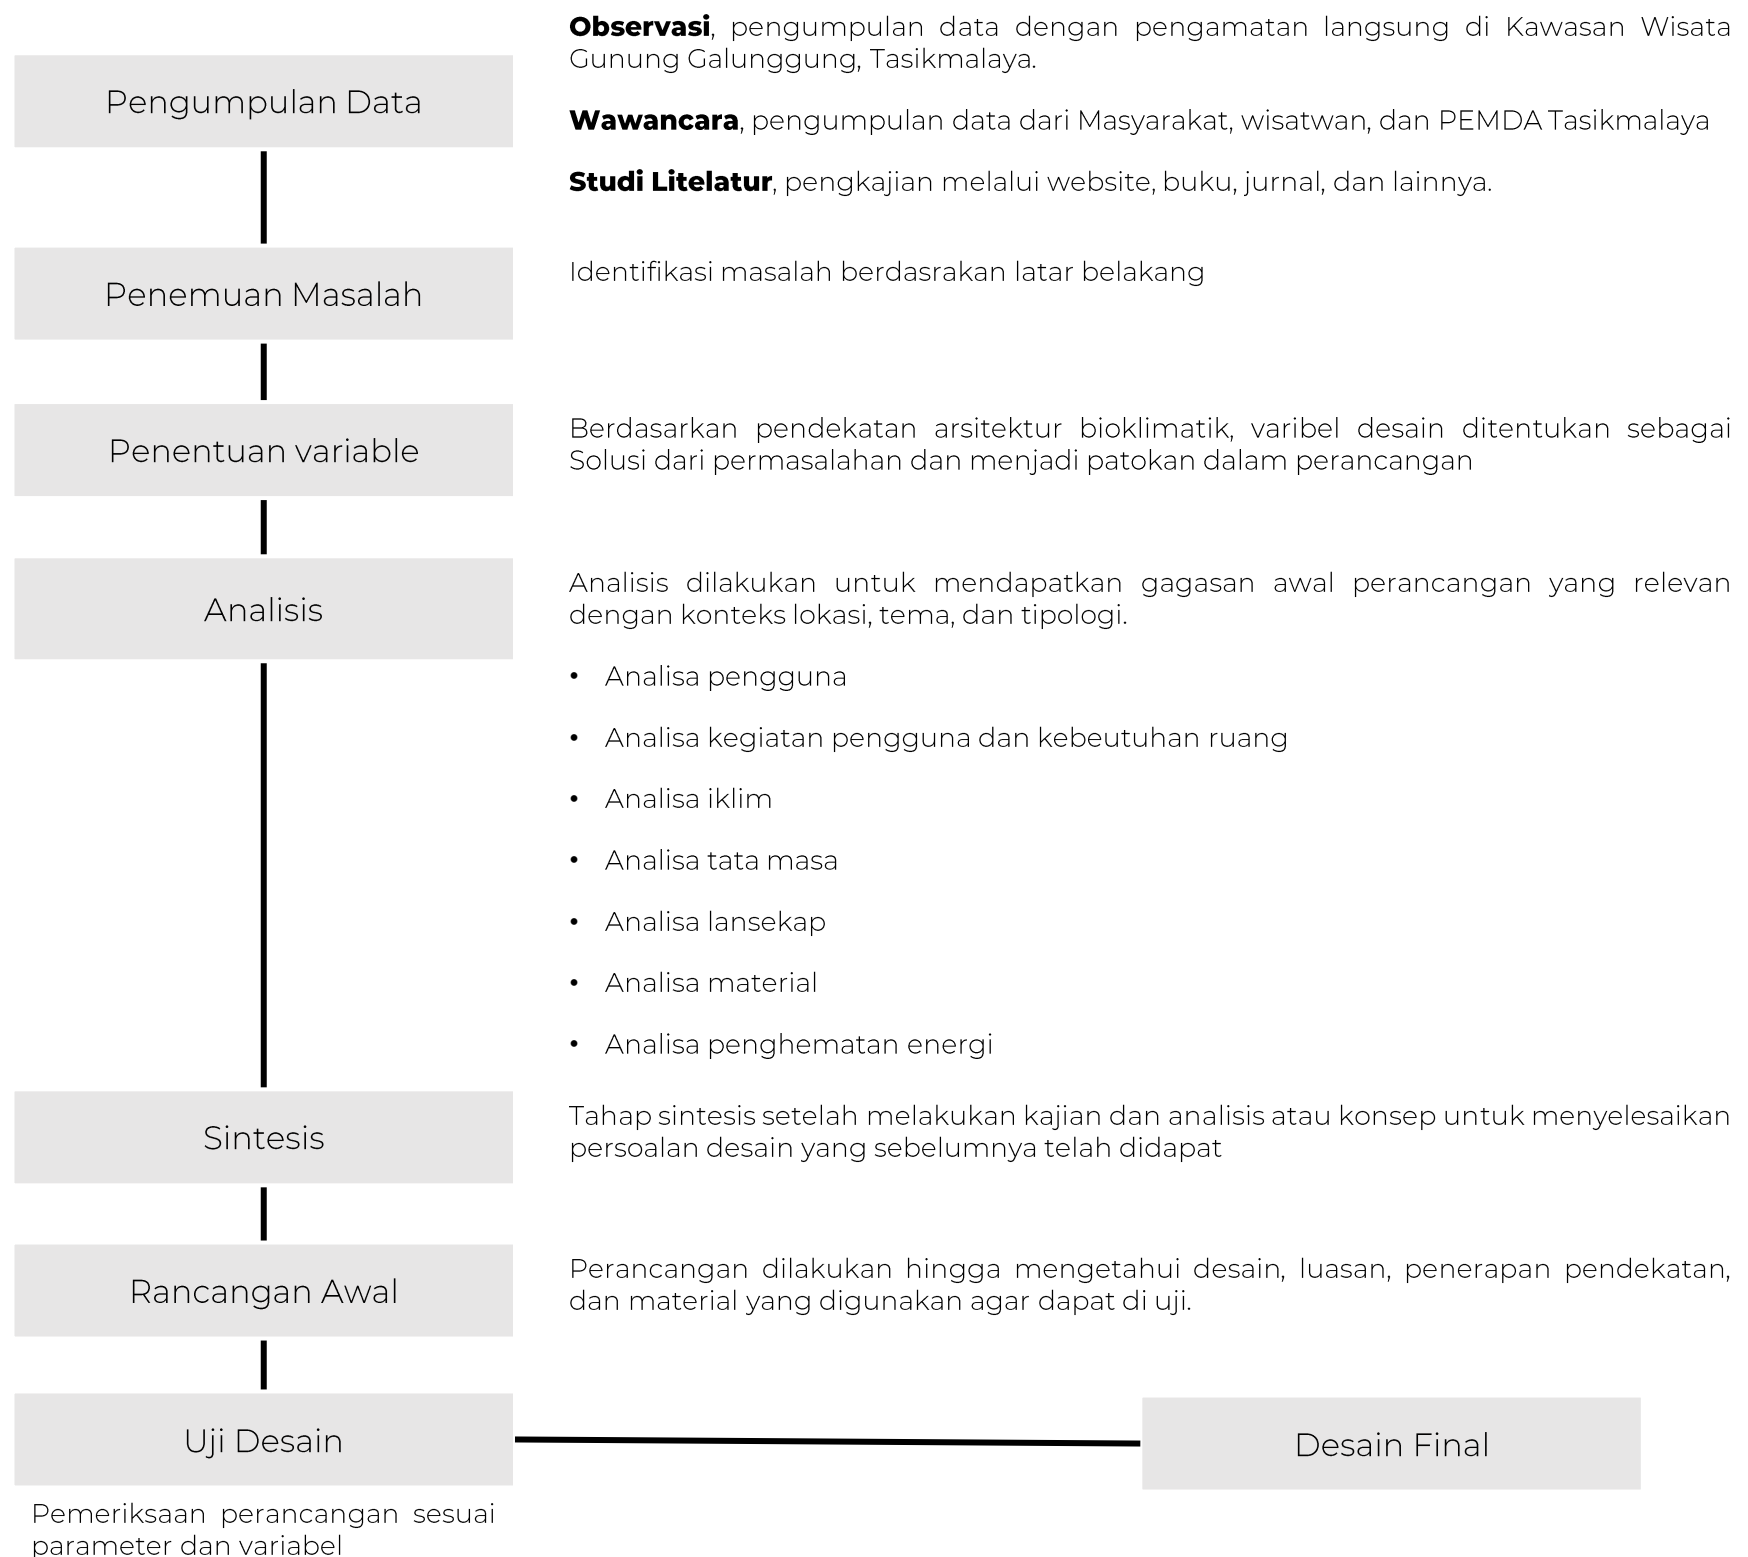 Pengumpulan Data
Observasi, pengumpulan data dengan pengamatan langsung di Kawasan Wisata
Gunung Galunggung, Tasikmalaya.
Wawancara, pengumpulan data dari Masyarakat, wisatwan, dan PEMDA Tasikmalaya
Studi Litelatur, pengkajian melalui website, buku, jurnal, dan lainnya.
Penemuan Masalah
Identifikasi masalah berdasrakan latar belakang
Penentuan variable
Berdasarkan pendekatan arsitektur bioklimatik, varibel desain ditentukan sebagai
Solusi dari permasalahan dan menjadi patokan dalam perancangan
Analisis
Analisis dilakukan untuk mendapatkan gagasan awal perancangan yang relevan
dengan konteks lokasi, tema, dan tipologi.
• Analisa pengguna
• Analisa kegiatan pengguna dan kebeutuhan ruang
• Analisa iklim
• Analisa tata masa
• Analisa lansekap
• Analisa material
• Analisa penghematan energi
Sintesis
Tahap sintesis setelah melakukan kajian dan analisis atau konsep untuk menyelesaikan
persoalan desain yang sebelumnya telah didapat
Rancangan Awal
Perancangan dilakukan hingga mengetahui desain, luasan, penerapan pendekatan,
dan material yang digunakan agar dapat di uji.
Uji Desain
Desain Final
Pemeriksaan perancangan sesuai
parameter dan variabel